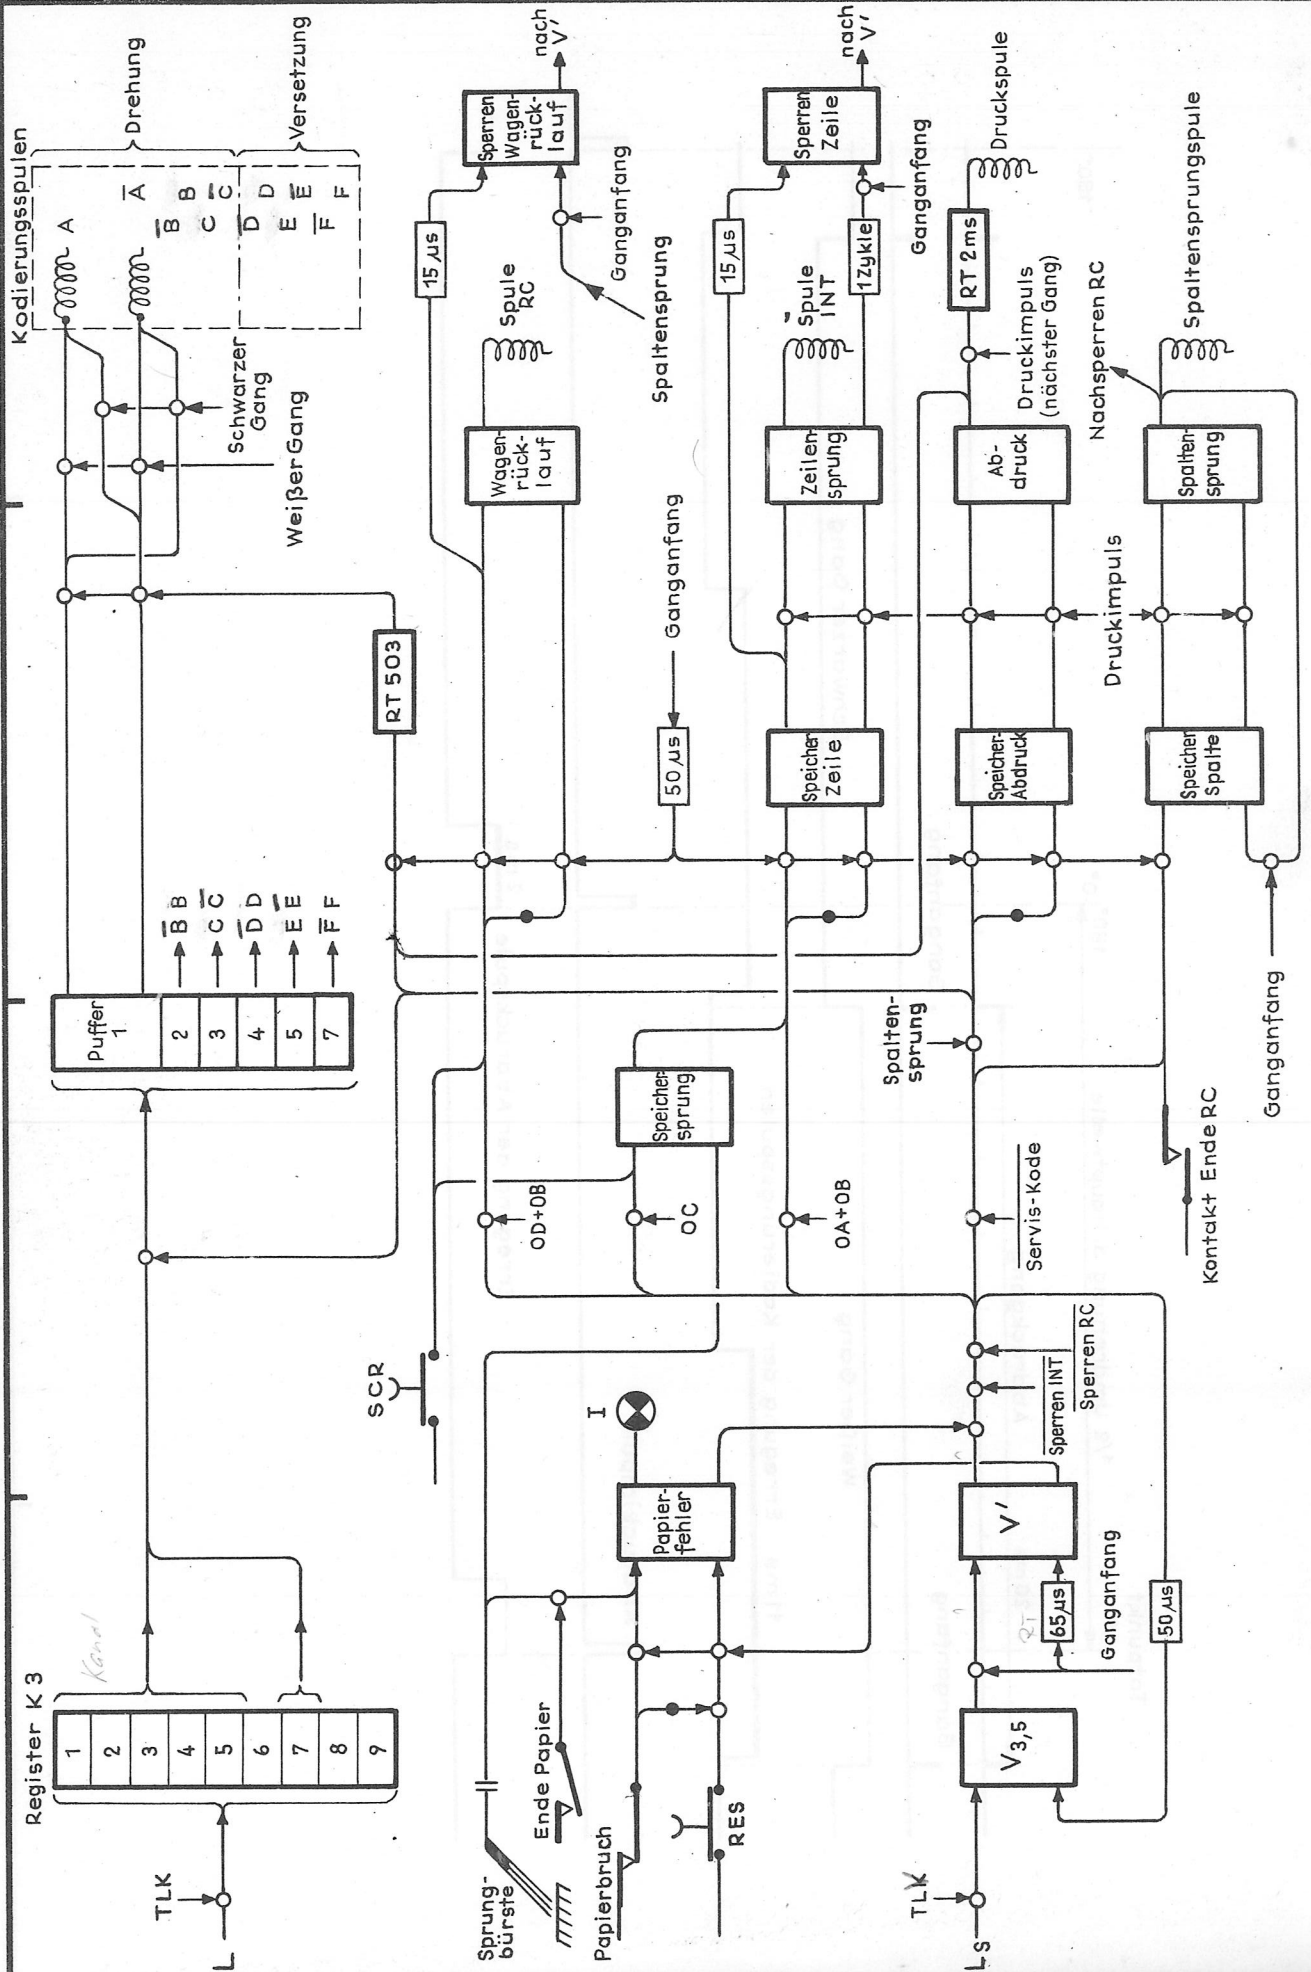 Register K3
Kanal
1
2
3
4
5
6
7
8
9
TLK
L
Puffer
1
2
3
4
5
7
B̅ B
C C̅
D̅ D
E E̅
F̅ F
Kodierungsspulen
A
A̅
B̅ B
C C̅
D̅ D
E E̅
F̅ F
Drehung
Versetzung
Schwarzer
Gang
Weißer Gang
RT 503
SCR
Sprung-
bürste
Ende Papier
Papierbruch
RES
Papier-
fehler
I
OD+OB
OC
OA+OB
Speicher-
sprung
Wagen-
rück-
lauf
Spule
RC
15 µs
Sperren
Wagen-
rück-
lauf
nach
V'
Ganganfang
Spaltensprung
50 µs
Ganganfang
Speicher
Zeile
Zeilen-
sprung
Spule
INT
15 µs
1 Zykle
Sperren
Zeile
nach
V'
Ganganfang
Speicher-
Abdruck
Ab-
druck
RT 2ms
Druckspule
Druckimpuls
(nächster Gang)
Druckimpuls
Nachsperren RC
Speicher
spalte
Spalten-
sprung
Spaltensprungspule
Ganganfang
Spalten-
sprung
Servis-Kode
Kontakt Ende RC
Sperren INT
Sperren RC
TLK
LS
V3,5
V'
65 µs
Ganganfang
50 µs